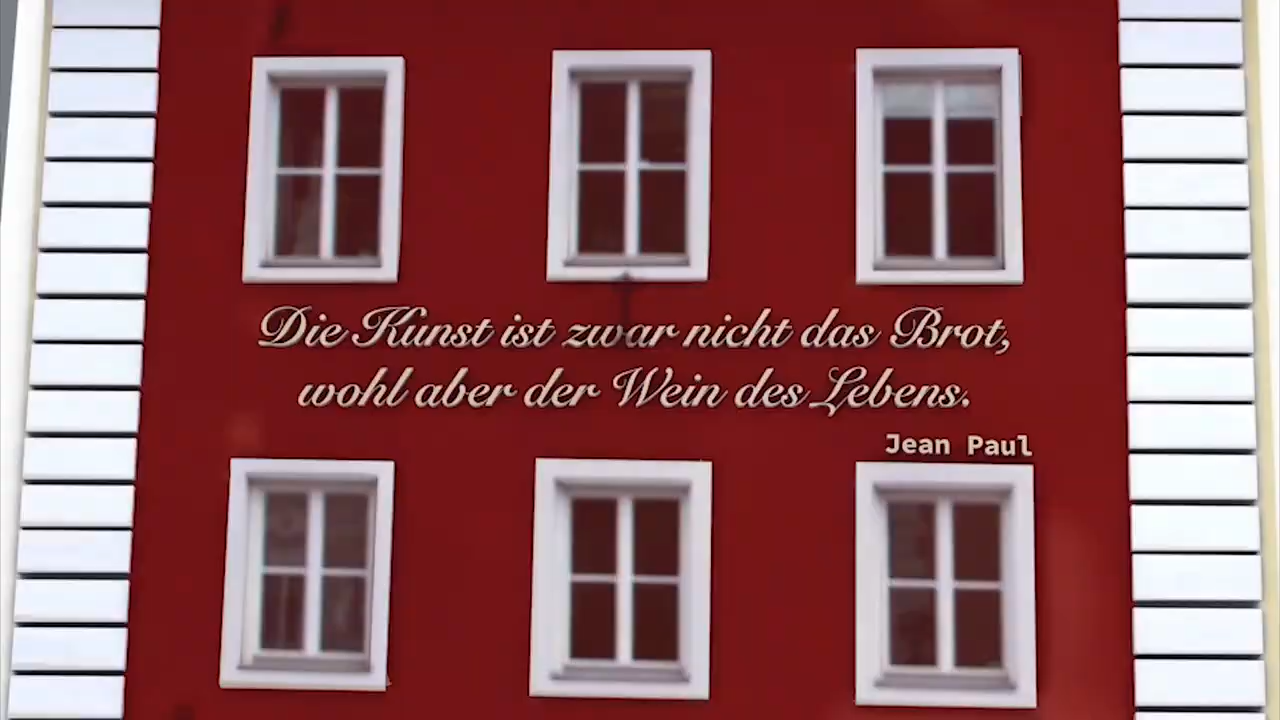 Die Kunst ist zwar nicht das Brot,
wohl aber der Wein des Lebens.
Jean Paul